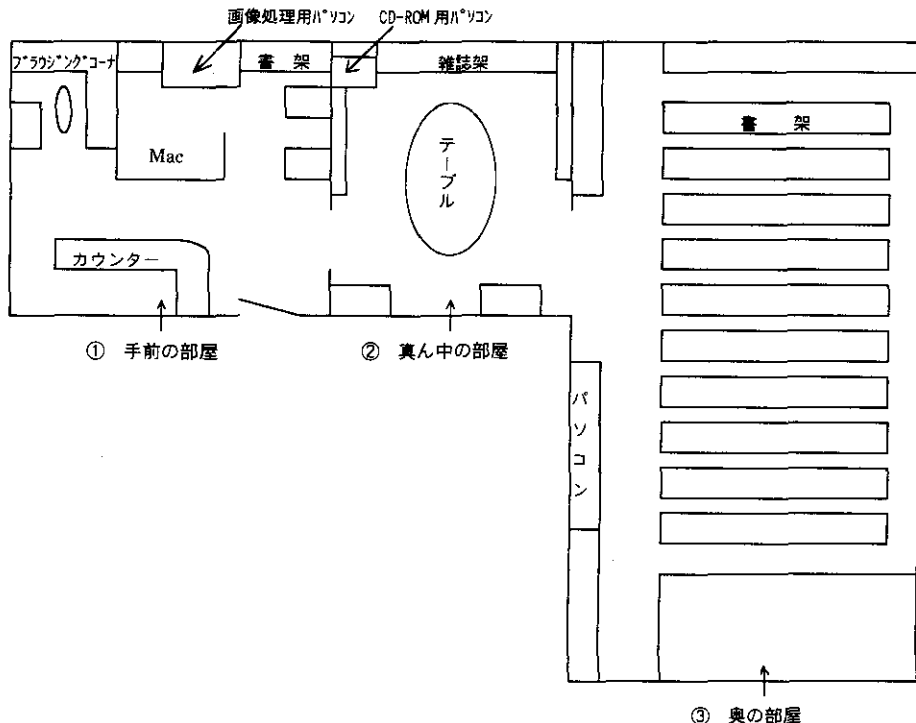 画像処理用ﾊﾟｿｺﾝ
CD-ROM 用ﾊﾟｿｺﾝ
ﾌﾞﾗｳｼﾞﾝｸﾞｺｰﾅ
書 架
雑誌架
Mac
テーブル
書 架
カウンター
① 手前の部屋
② 真ん中の部屋
パソコン
③ 奥の部屋